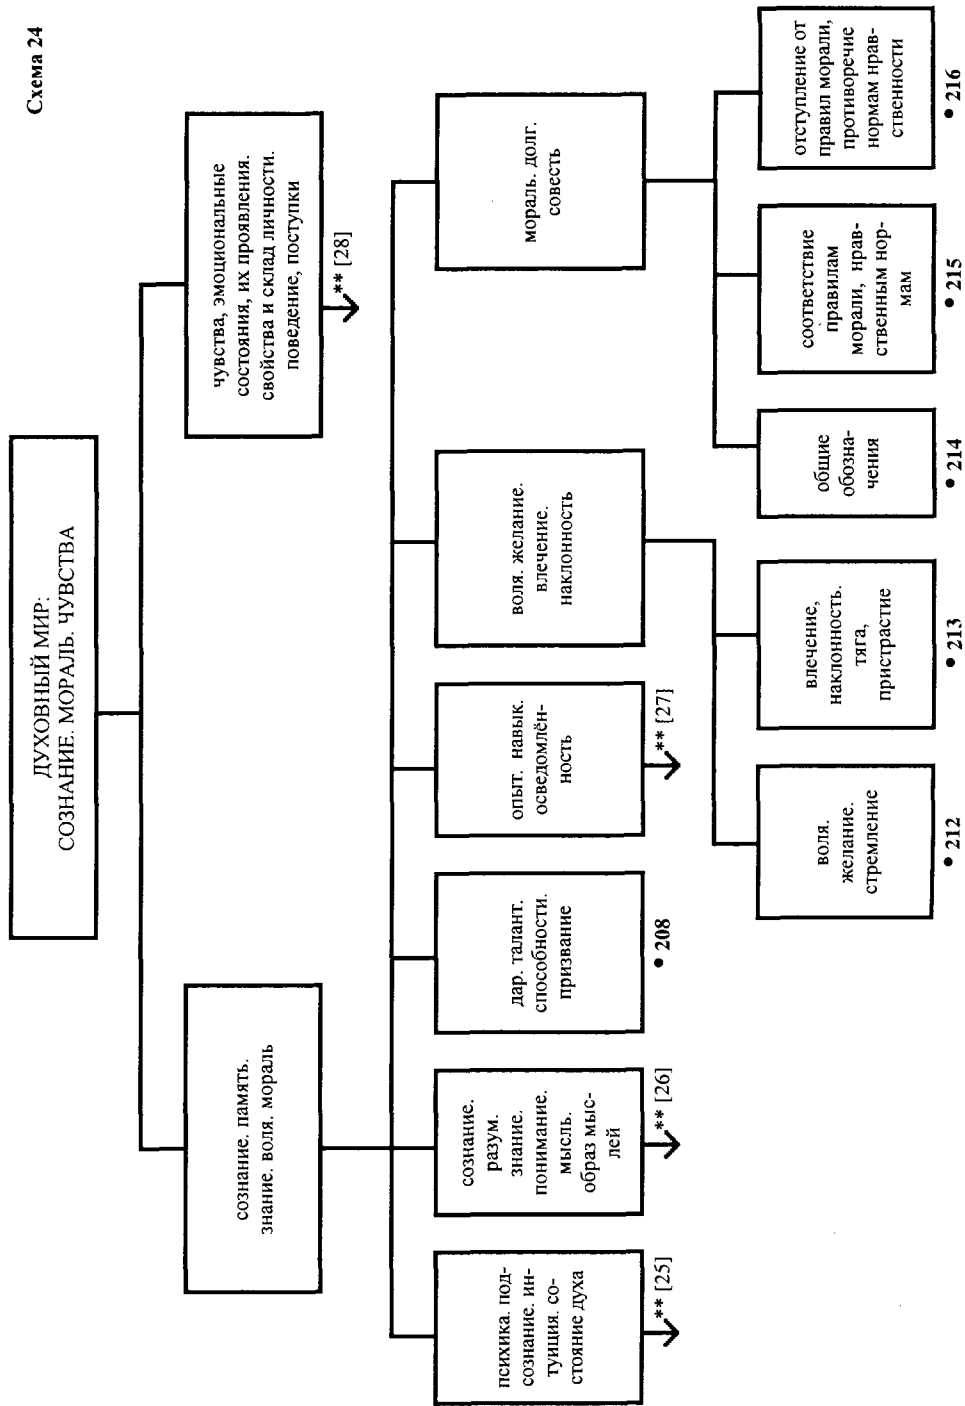 Схема 24
ДУХОВНЫЙ МИР:
СОЗНАНИЕ. МОРАЛЬ. ЧУВСТВА
сознание. память.
знание. воля. мораль
чувства, эмоциональные
состояния, их проявления.
свойства и склад личности.
поведение, поступки
** [28]
психика. под-
сознание. ин-
туиция. со-
стояние духа
** [25]
сознание.
разум.
знание.
понимание.
мысль.
образ мыс-
лей
** [26]
дар. талант.
способности.
призвание
• 208
опыт. навык.
осведомлён-
ность
** [27]
воля. желание.
влечение.
наклонность
мораль. долг.
совесть
воля.
желание.
стремление
• 212
влечение,
наклонность.
тяга,
пристрастие
• 213
общие
обозна-
чения
• 214
соответствие
правилам
морали, нрав-
ственным нор-
мам
• 215
отступление от
правил морали,
противоречие
нормам нрав-
ственности
• 216